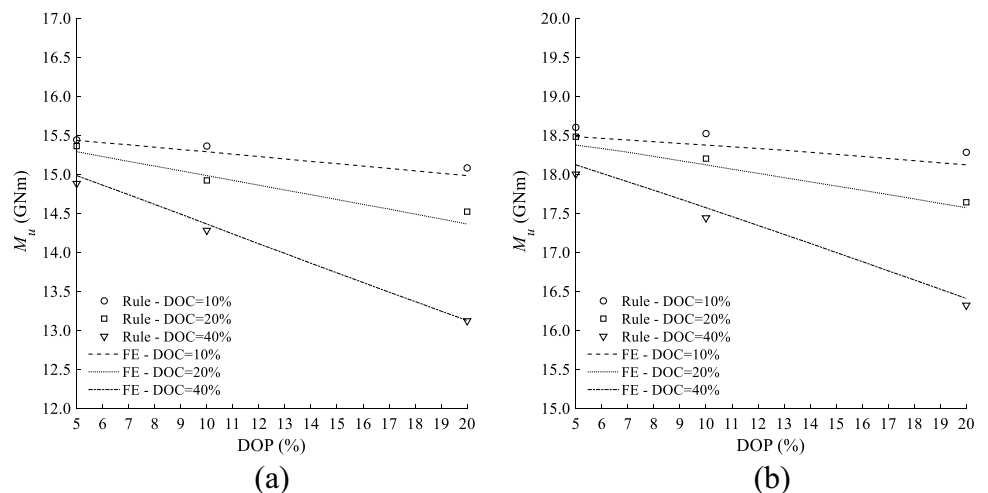 17.0
16.5
16.0
15.5
15.0
14.5
14.0
13.5
13.0
12.5
12.0
M_u (GNm)
Rule - DOC=10%
Rule - DOC=20%
Rule - DOC=40%
FE - DOC=10%
FE - DOC=20%
FE - DOC=40%
5 6 7 8 9 10 11 12 13 14 15 16 17 18 19 20
DOP (%)
(a)
20.0
19.5
19.0
18.5
18.0
17.5
17.0
16.5
16.0
15.5
15.0
M_u (GNm)
Rule - DOC=10%
Rule - DOC=20%
Rule - DOC=40%
FE - DOC=10%
FE - DOC=20%
FE - DOC=40%
5 6 7 8 9 10 11 12 13 14 15 16 17 18 19 20
DOP (%)
(b)